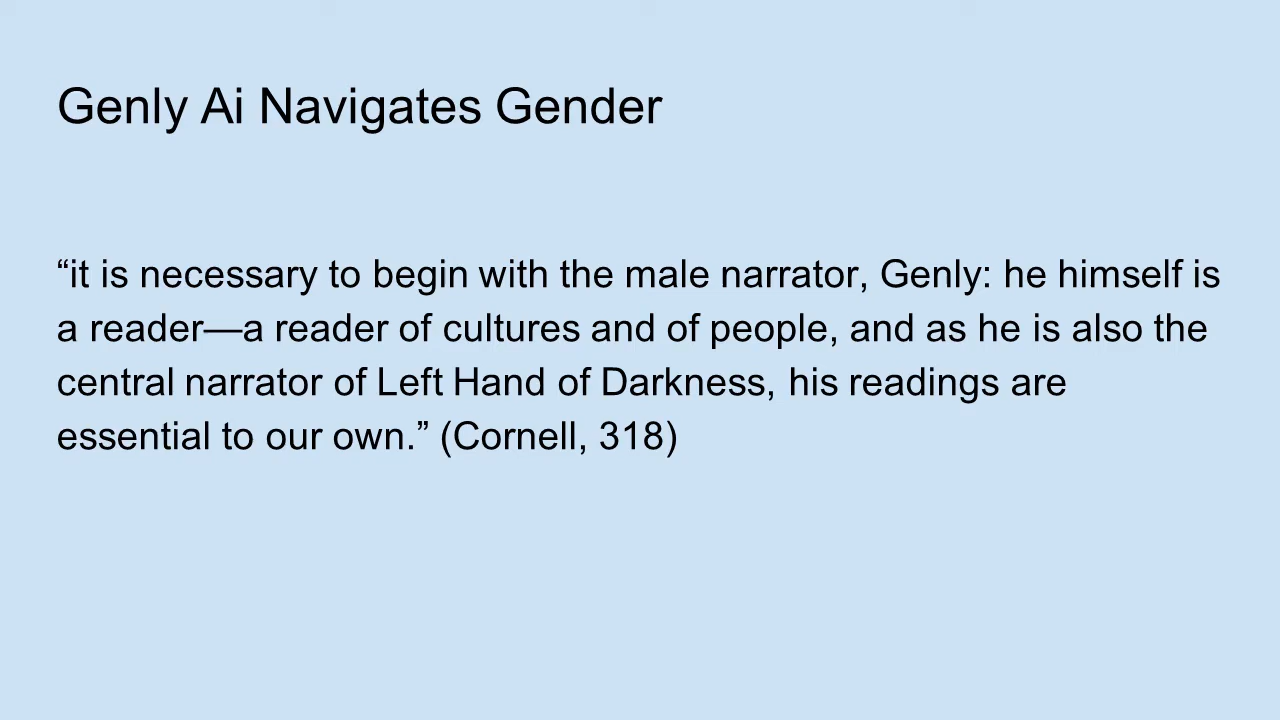 Genly Ai Navigates Gender
“it is necessary to begin with the male narrator, Genly: he himself is
a reader—a reader of cultures and of people, and as he is also the
central narrator of Left Hand of Darkness, his readings are
essential to our own.” (Cornell, 318)